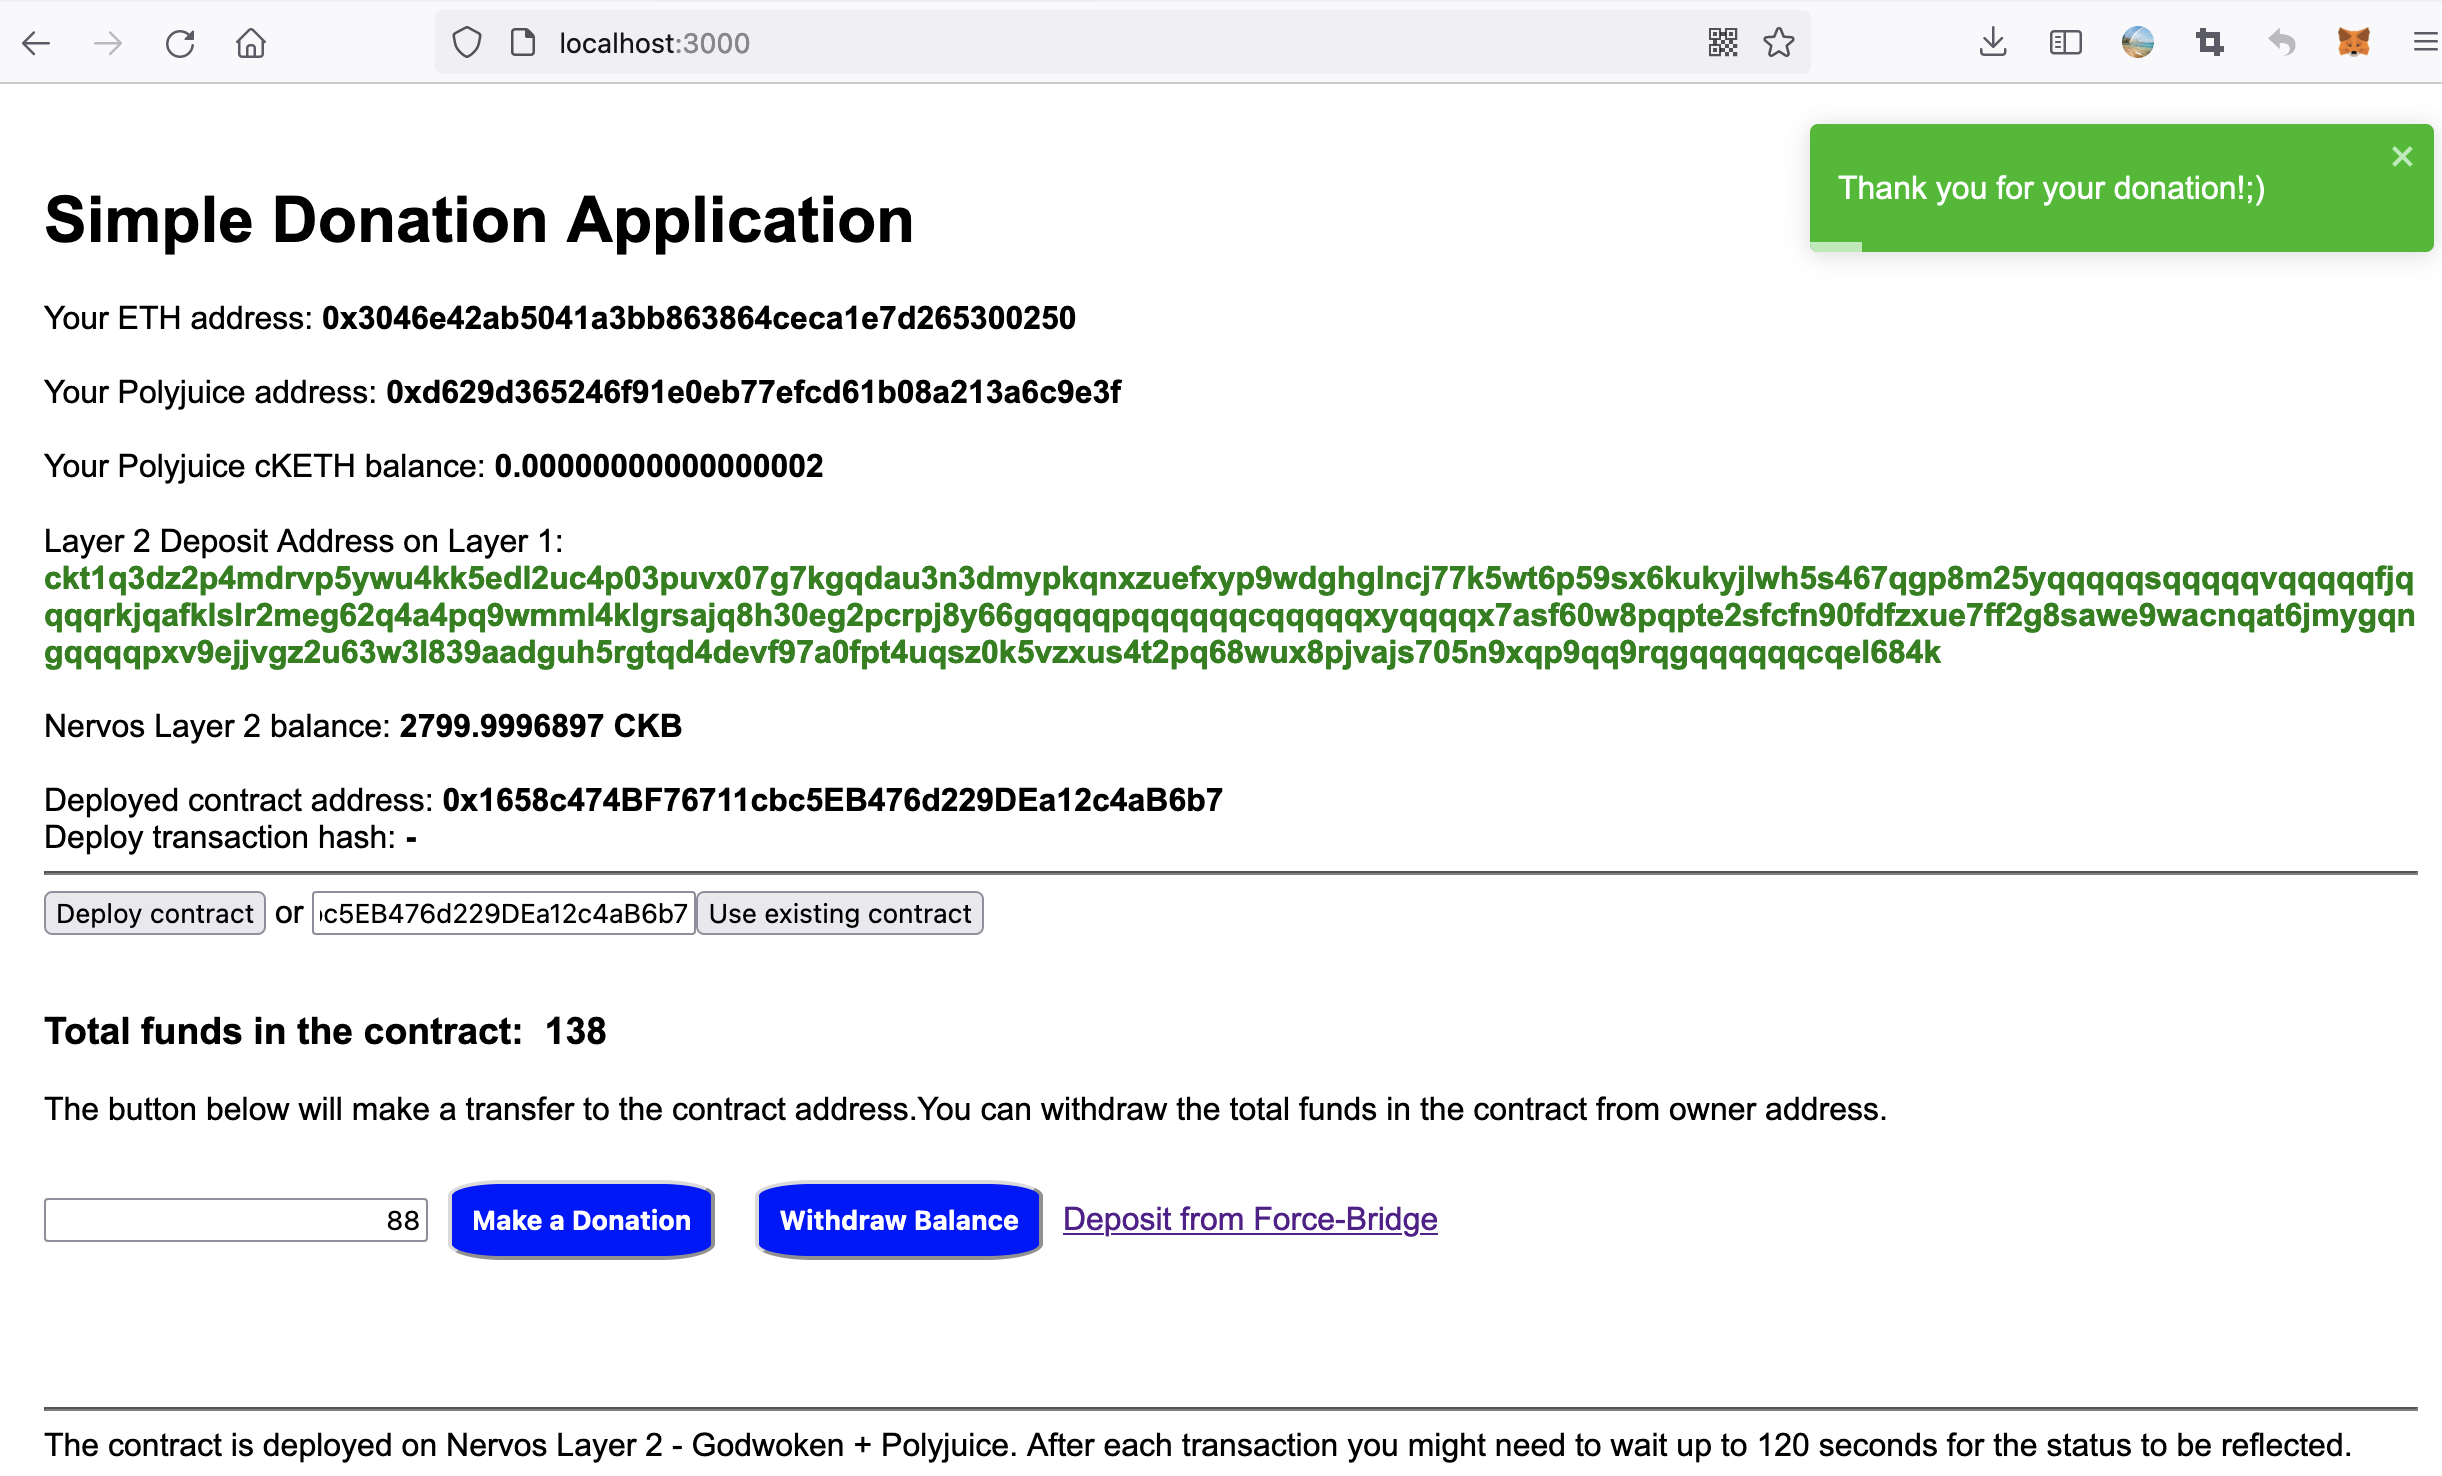 localhost:3000
Thank you for your donation!;)
Simple Donation Application
Your ETH address: 0x3046e42ab5041a3bb863864ceca1e7d265300250
Your Polyjuice address: 0xd629d365246f91e0eb77efcd61b08a213a6c9e3f
Your Polyjuice cKETH balance: 0.00000000000000002
Layer 2 Deposit Address on Layer 1:
ckt1q3dz2p4mdrvp5ywu4kk5edl2uc4p03puvx07g7kgqdau3n3dmypkqnxzuefxyp9wdghglncj77k5wt6p59sx6kukyjlwh5s467qgp8m25yqqqqqsqqqqqvqqqqqfjq
qqqrkjqafklslr2meg62q4a4pq9wmml4klgrsajq8h30eg2pcrpj8y66gqqqqpqqqqqqcqqqqqxyqqqqx7asf60w8pqpte2sfcfn90fdfzxue7ff2g8sawe9wacnqat6jmygqn
gqqqqpxv9ejjvgz2u63w3l839aadguh5rgtqd4devf97a0fpt4uqsz0k5vzxus4t2pq68wux8pjvajs705n9xqp9qq9rqgqqqqqqcqel684k
Nervos Layer 2 balance: 2799.9996897 CKB
Deployed contract address: 0x1658c474BF76711cbc5EB476d229DEa12c4aB6b7
Deploy transaction hash: -
Deploy contract or c5EB476d229DEa12c4aB6b7 Use existing contract
Total funds in the contract: 138
The button below will make a transfer to the contract address.You can withdraw the total funds in the contract from owner address.
88 Make a Donation Withdraw Balance Deposit from Force-Bridge
The contract is deployed on Nervos Layer 2 - Godwoken + Polyjuice. After each transaction you might need to wait up to 120 seconds for the status to be reflected.